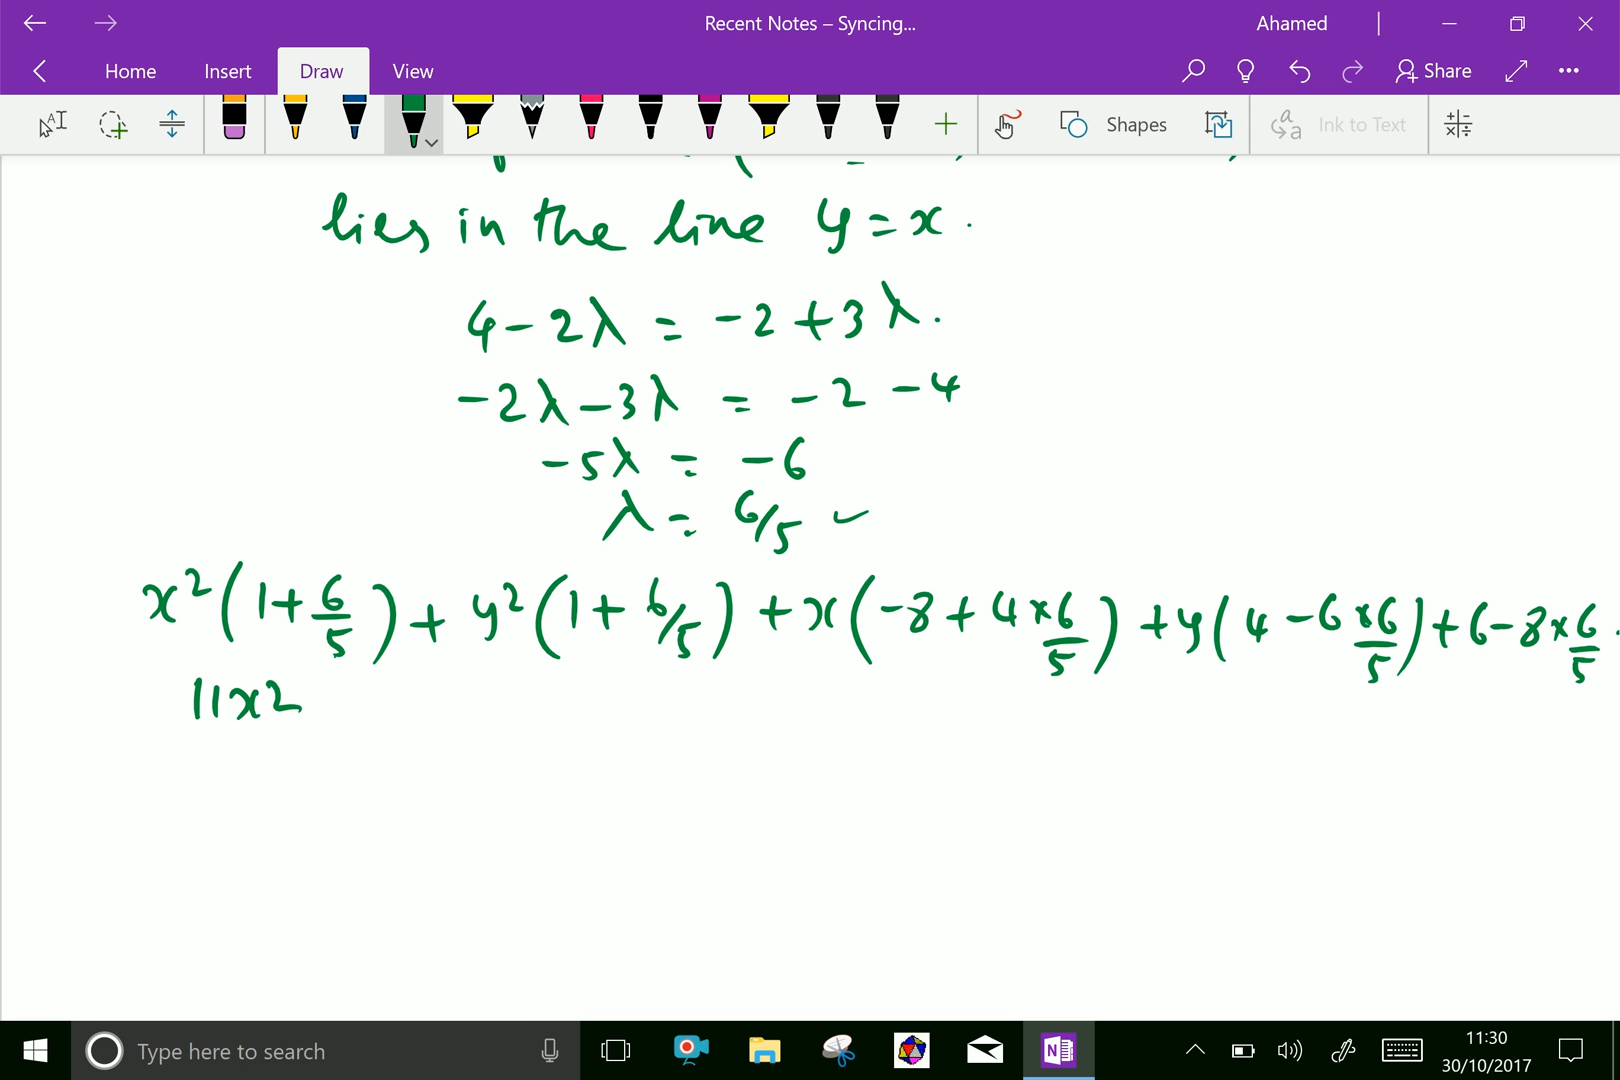 Recent Notes – Syncing...
Ahamed
Home Insert Draw View
Share
Shapes
Ink to Text
lies in the line y = x .
4 - 2λ = -2 + 3λ.
-2λ - 3λ = -2 - 4
-5λ = -6
λ = 6/5 ✓
x² (1 + 6/5) + y² (1 + 6/5) + x (-8 + 4 × 6/5) + y (4 - 6 × 6/5) + 6 - 8 × 6/5
11x2
Type here to search
11:30
30/10/2017